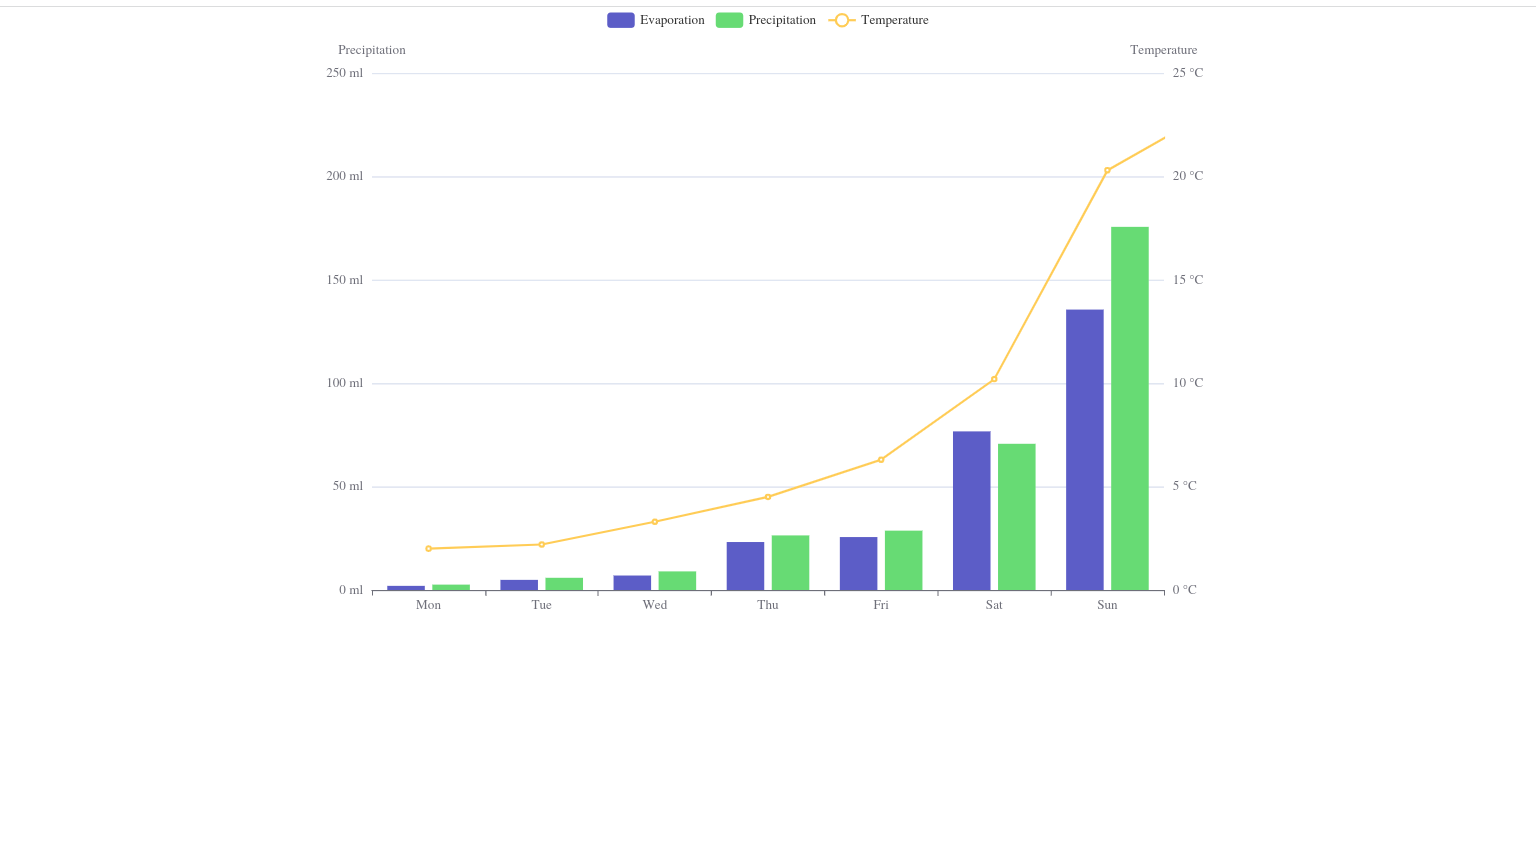 Evaporation Precipitation Temperature
Precipitation Temperature
250 ml 25 °C
200 ml 20 °C
150 ml 15 °C
100 ml 10 °C
50 ml 5 °C
0 ml 0 °C
Mon Tue Wed Thu Fri Sat Sun